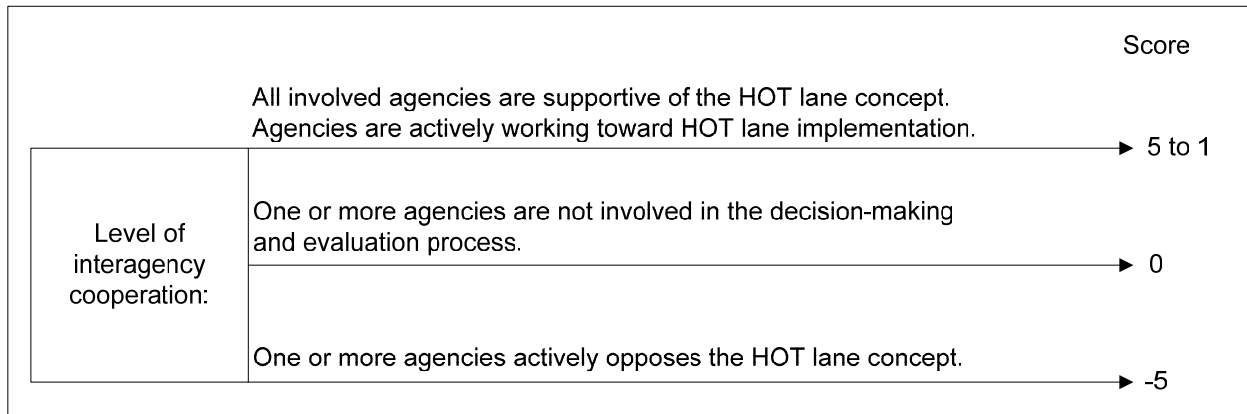 Score
All involved agencies are supportive of the HOT lane concept.
Agencies are actively working toward HOT lane implementation.
5 to 1
Level of
interagency
cooperation:
One or more agencies are not involved in the decision-making
and evaluation process.
0
One or more agencies actively opposes the HOT lane concept.
-5